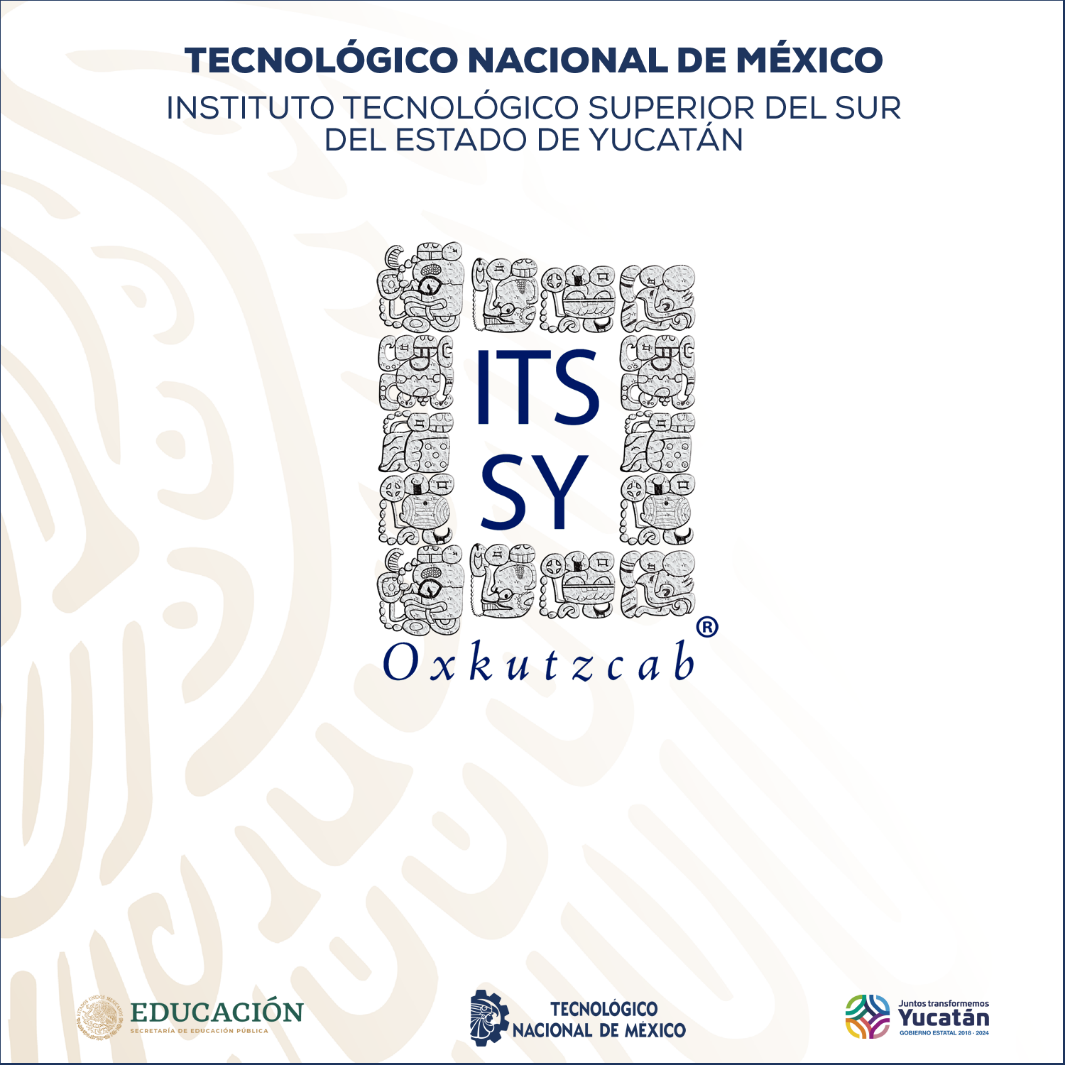 TECNOLÓGICO NACIONAL DE MÉXICO
INSTITUTO TECNOLÓGICO SUPERIOR DEL SUR
DEL ESTADO DE YUCATÁN
ITS
SY
®
Oxkutzcab
EDUCACIÓN
SECRETARÍA DE EDUCACIÓN PÚBLICA
TECNOLÓGICO
NACIONAL DE MÉXICO
Juntos transformemos
Yucatán
GOBIERNO ESTATAL 2018 - 2024